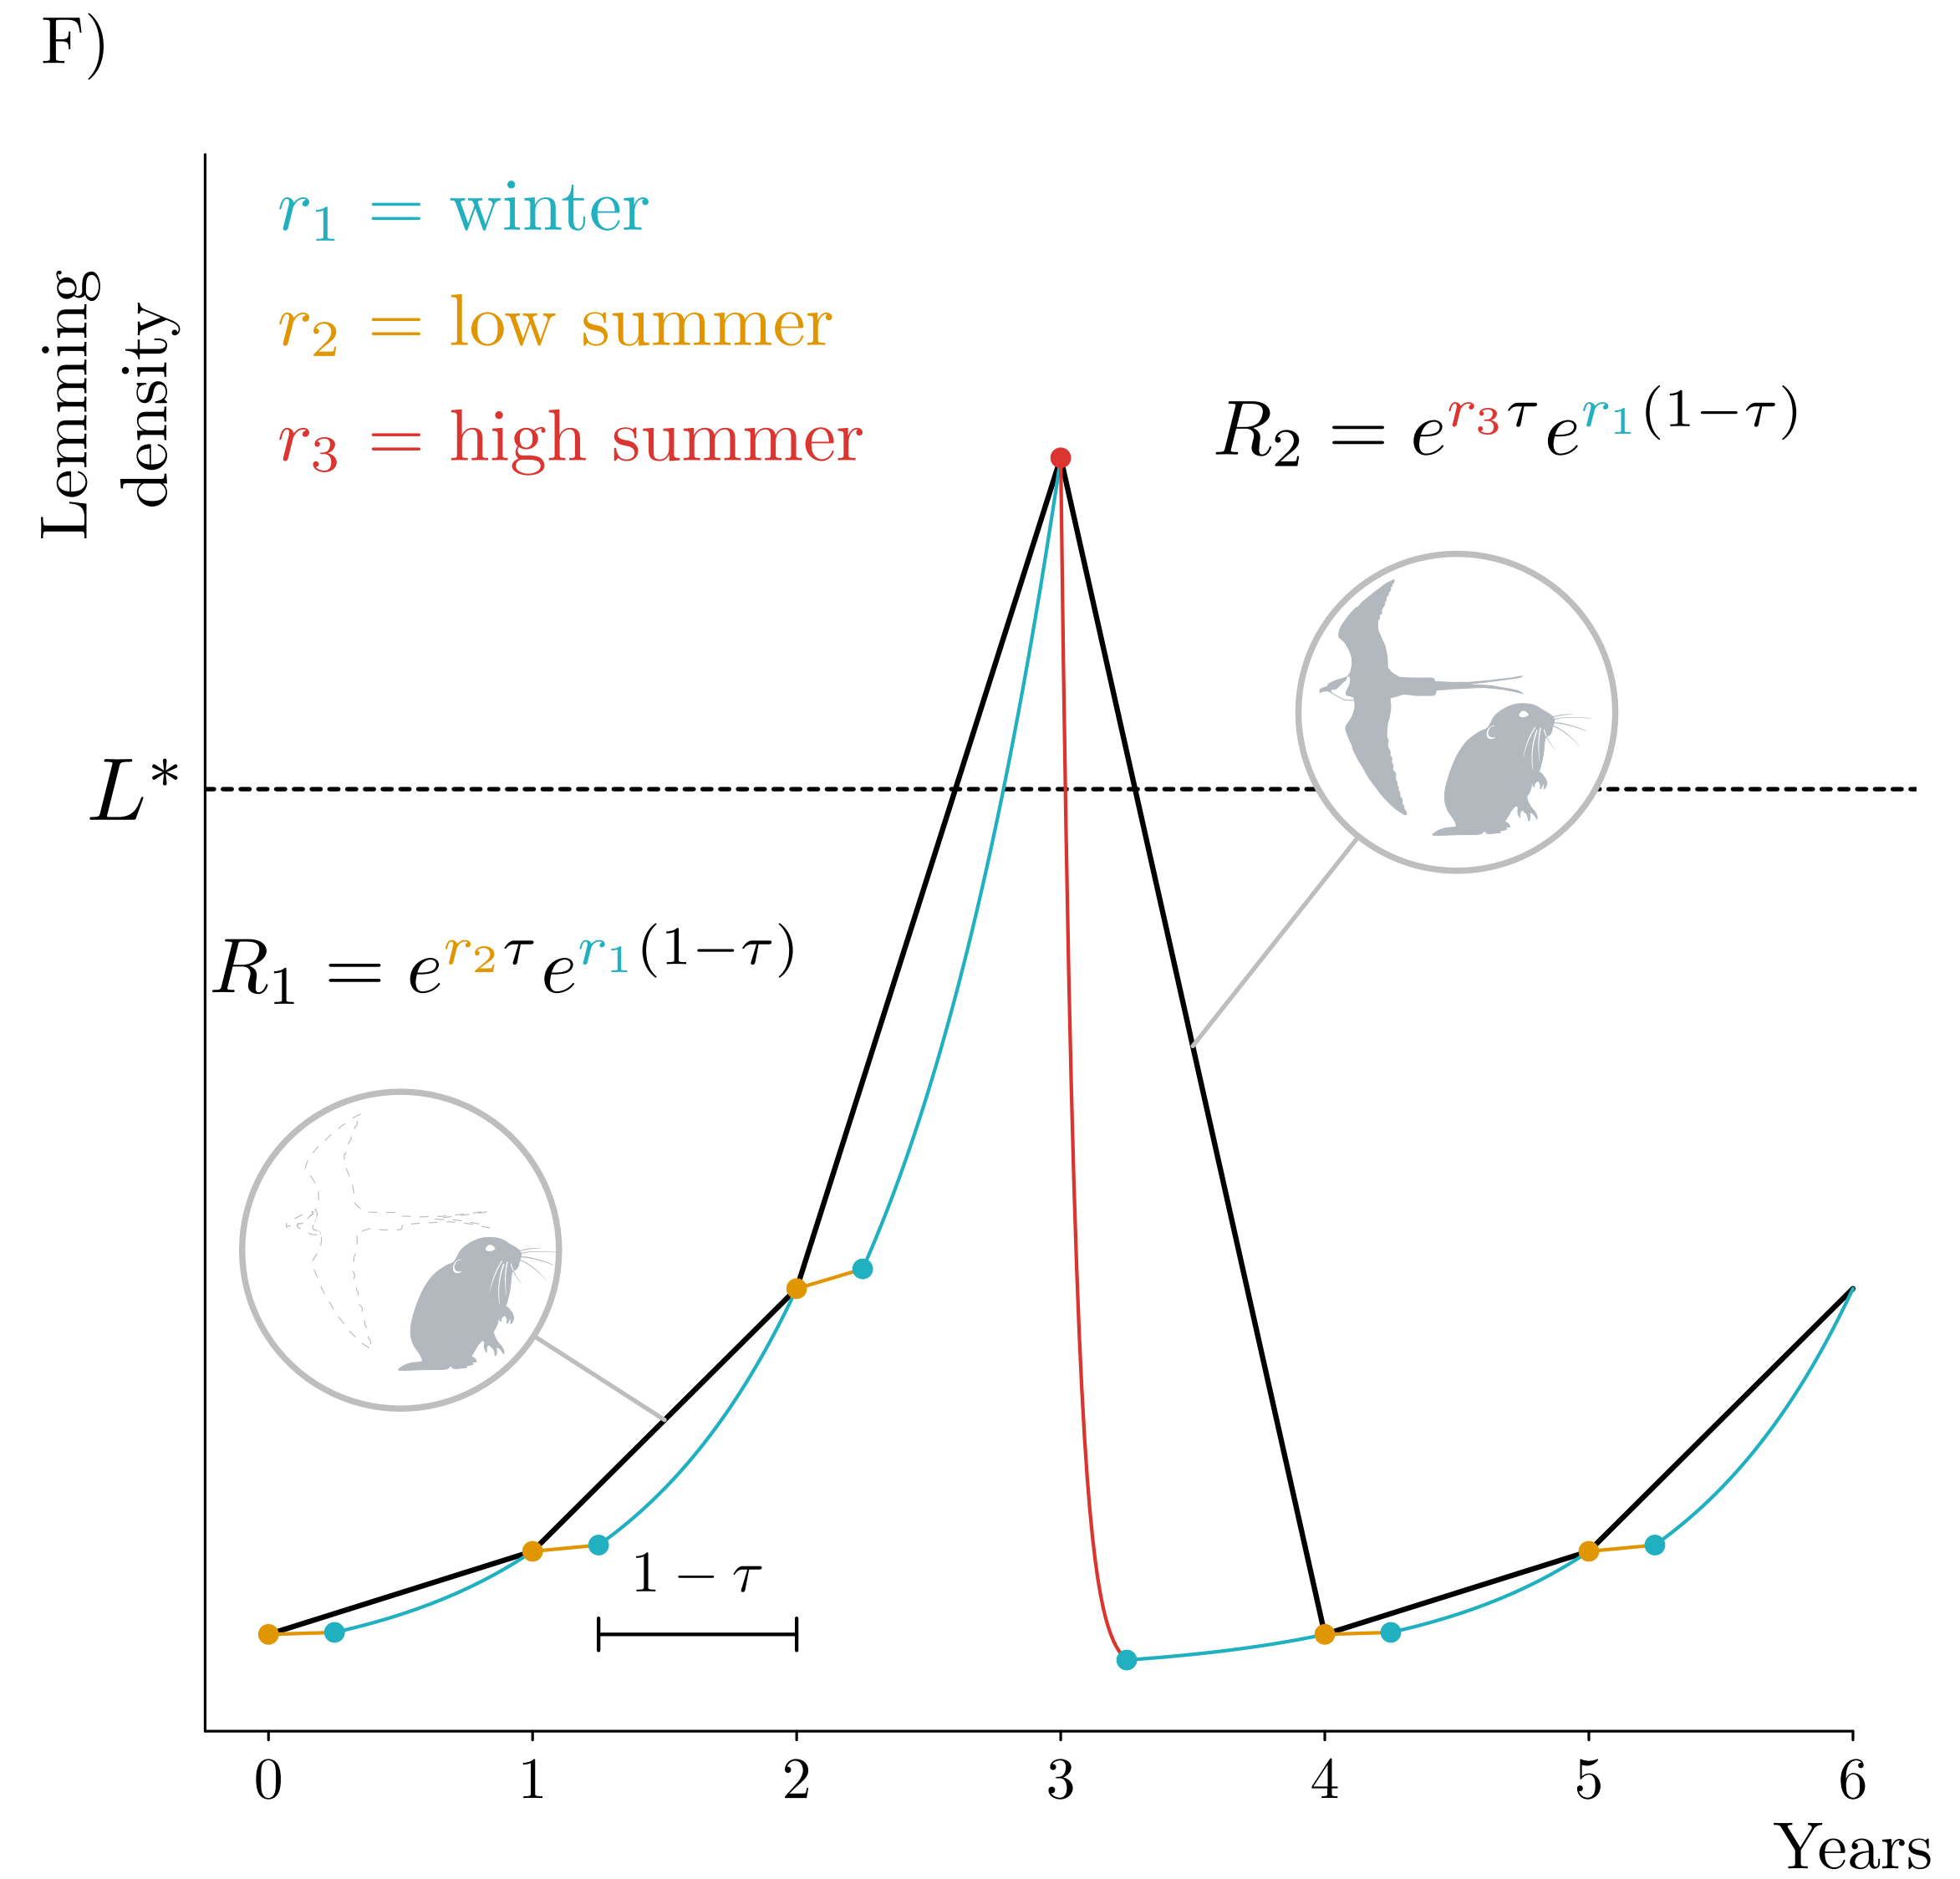 F)
Lemming
density
r₁ = winter
r₂ = low summer
r₃ = high summer
R₂ = e^{r₃τ}e^{r₁(1−τ)}
L*
R₁ = e^{r₂τ}e^{r₁(1−τ)}
1 − τ
0 1 2 3 4 5 6
Years